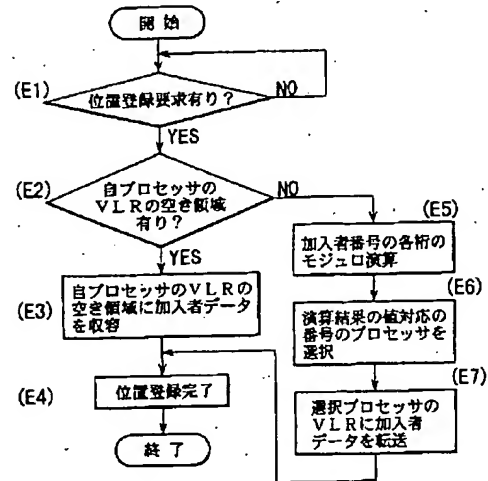 開始
(E1)
位置登録要求有り?
NO
YES
(E2)
自プロセッサの
VLRの空き領域
有り?
NO
YES
(E3)
自プロセッサのVLRの
空き領域に加入者データ
を収容
(E4)
位置登録完了
終了
(E5)
加入者番号の各桁の
モジュロ演算
(E6)
演算結果の値対応の
番号のプロセッサを
選択
(E7)
選択プロセッサの
VLRに加入者
データを転送